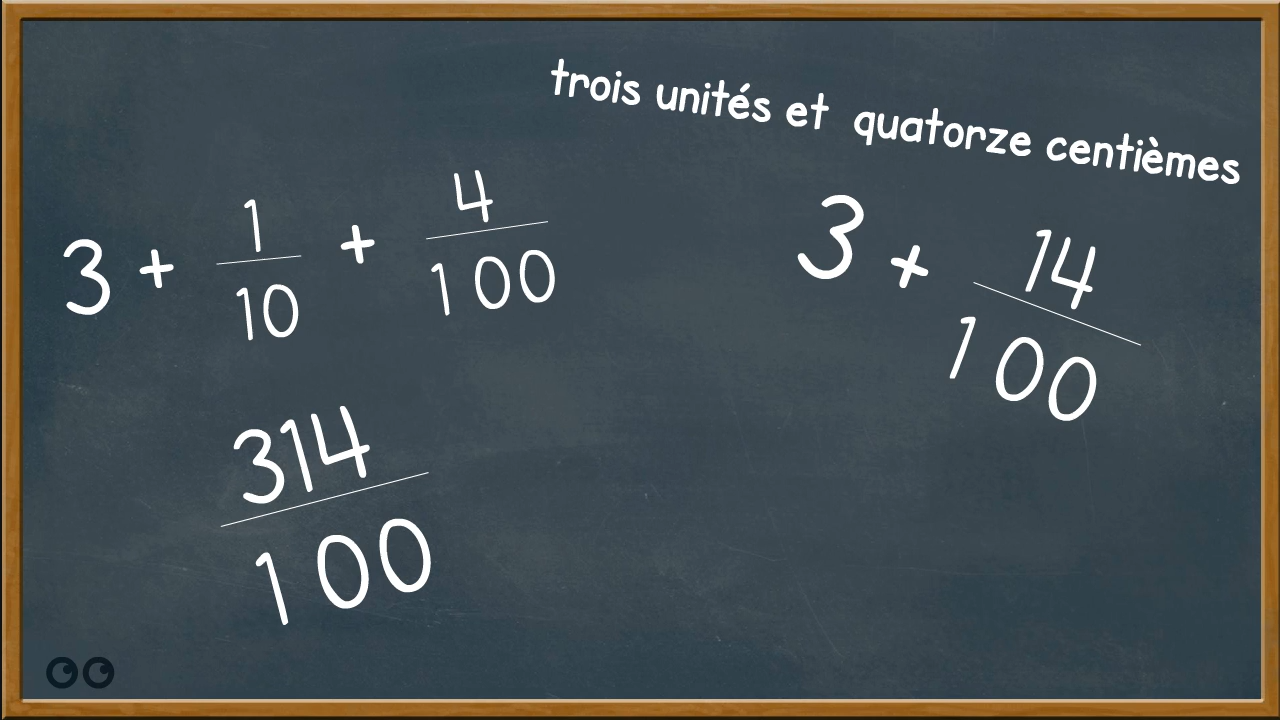 trois unités et quatorze centièmes
3 + 1/10 + 4/100
3 + 14/100
314/100